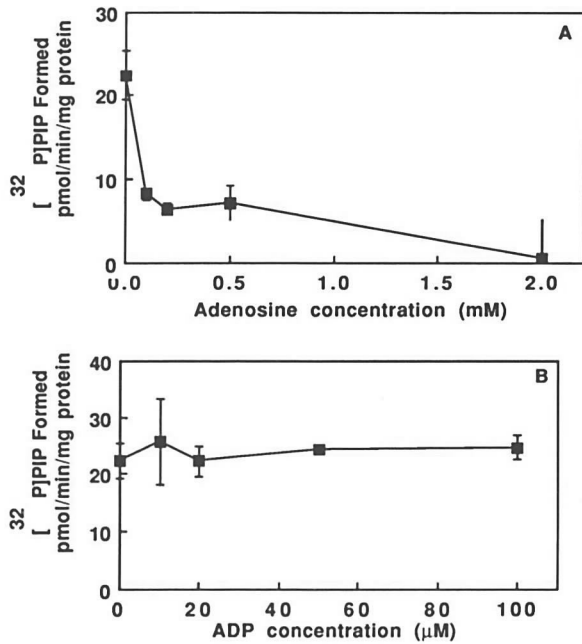 A
30
20
10
0
32
[ P]PIP Formed
pmol/min/mg protein
0.0 0.5 1.0 1.5 2.0
Adenosine concentration (mM)
B
40
30
20
10
0
32
[ P]PIP Formed
pmol/min/mg protein
0 20 40 60 80 100
ADP concentration (μM)